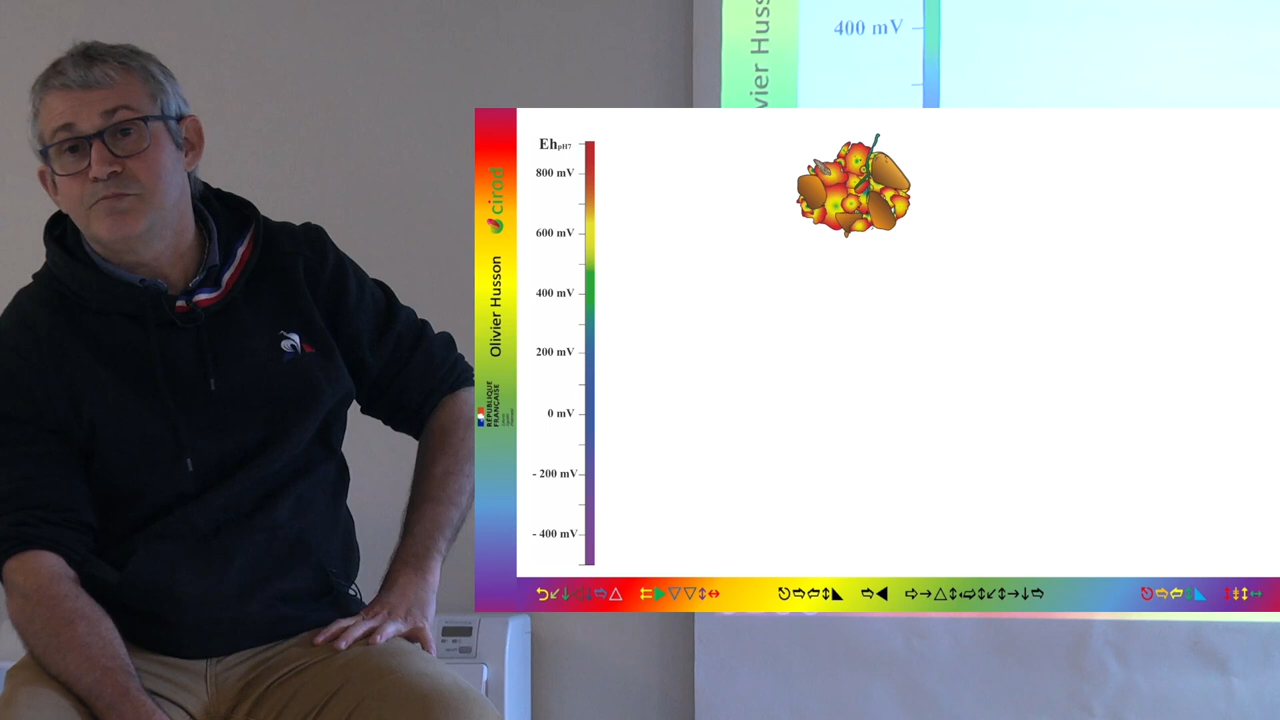 vier Huss
400 mV
Eh pH7
800 mV
600 mV
400 mV
200 mV
0 mV
- 200 mV
- 400 mV
cirad
Olivier Husson
RÉPUBLIQUE
FRANÇAISE